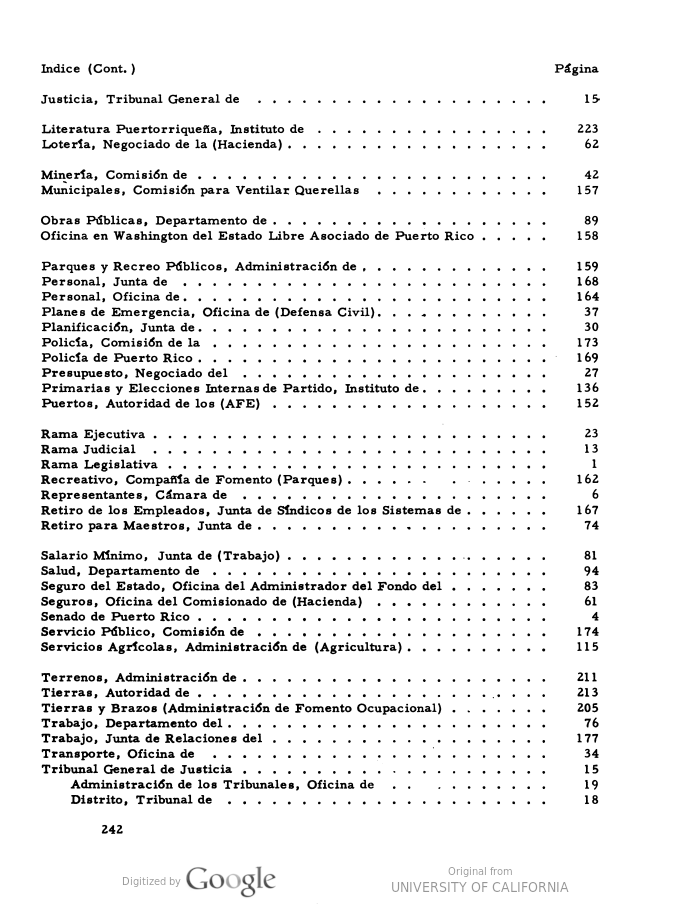 Indice (Cont.) Página
Justicia, Tribunal General de . . . . . . . . . . . . . . . . . . . . 15
Literatura Puertorriqueña, Instituto de . . . . . . . . . . . . . . . . 223
Lotería, Negociado de la (Hacienda) . . . . . . . . . . . . . . . . . . 62
Minería, Comisión de . . . . . . . . . . . . . . . . . . . . . . . . 42
Municipales, Comisión para Ventilar Querellas . . . . . . . . . . . . 157
Obras Públicas, Departamento de . . . . . . . . . . . . . . . . . . . 89
Oficina en Washington del Estado Libre Asociado de Puerto Rico . . . . . 158
Parques y Recreo Públicos, Administración de . . . . . . . . . . . . . 159
Personal, Junta de . . . . . . . . . . . . . . . . . . . . . . . . . 168
Personal, Oficina de . . . . . . . . . . . . . . . . . . . . . . . . . 164
Planes de Emergencia, Oficina de (Defensa Civil) . . . . . . . . . . . . 37
Planificación, Junta de . . . . . . . . . . . . . . . . . . . . . . . . 30
Policía, Comisión de la . . . . . . . . . . . . . . . . . . . . . . . 173
Policía de Puerto Rico . . . . . . . . . . . . . . . . . . . . . . . . 169
Presupuesto, Negociado del . . . . . . . . . . . . . . . . . . . . . 27
Primarias y Elecciones Internas de Partido, Instituto de . . . . . . . . . 136
Puertos, Autoridad de los (AFE) . . . . . . . . . . . . . . . . . . . 152
Rama Ejecutiva . . . . . . . . . . . . . . . . . . . . . . . . . . . 23
Rama Judicial . . . . . . . . . . . . . . . . . . . . . . . . . . . 13
Rama Legislativa . . . . . . . . . . . . . . . . . . . . . . . . . . 1
Recreativo, Compañía de Fomento (Parques) . . . . . . . . . . . . . 162
Representantes, Cámara de . . . . . . . . . . . . . . . . . . . . . 6
Retiro de los Empleados, Junta de Síndicos de los Sistemas de . . . . . . 167
Retiro para Maestros, Junta de . . . . . . . . . . . . . . . . . . . . 74
Salario Mínimo, Junta de (Trabajo) . . . . . . . . . . . . . . . . . . 81
Salud, Departamento de . . . . . . . . . . . . . . . . . . . . . . . 94
Seguro del Estado, Oficina del Administrador del Fondo del . . . . . . . 83
Seguros, Oficina del Comisionado de (Hacienda) . . . . . . . . . . . . 61
Senado de Puerto Rico . . . . . . . . . . . . . . . . . . . . . . . . 4
Servicio Público, Comisión de . . . . . . . . . . . . . . . . . . . . 174
Servicios Agrícolas, Administración de (Agricultura) . . . . . . . . . . 115
Terrenos, Administración de . . . . . . . . . . . . . . . . . . . . . 211
Tierras, Autoridad de . . . . . . . . . . . . . . . . . . . . . . . . 213
Tierras y Brazos (Administración de Fomento Ocupacional) . . . . . . . 205
Trabajo, Departamento del . . . . . . . . . . . . . . . . . . . . . . 76
Trabajo, Junta de Relaciones del . . . . . . . . . . . . . . . . . . . 177
Transporte, Oficina de . . . . . . . . . . . . . . . . . . . . . . . 34
Tribunal General de Justicia . . . . . . . . . . . . . . . . . . . . . 15
Administración de los Tribunales, Oficina de . . . . . . . . . . 19
Distrito, Tribunal de . . . . . . . . . . . . . . . . . . . . . . 18
242
Digitized by Google
Original from
UNIVERSITY OF CALIFORNIA